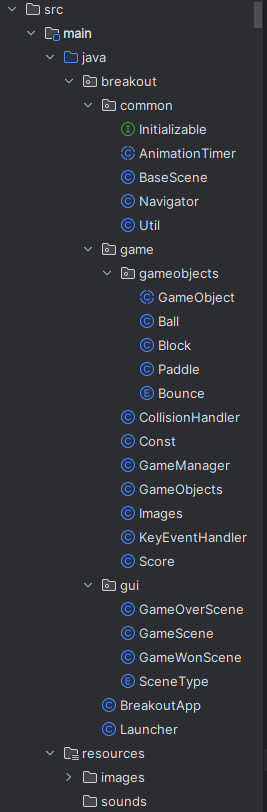 src
main
java
breakout
common
Initializable
AnimationTimer
BaseScene
Navigator
Util
game
gameobjects
GameObject
Ball
Block
Paddle
Bounce
CollisionHandler
Const
GameManager
GameObjects
Images
KeyEventHandler
Score
gui
GameOverScene
GameScene
GameWonScene
SceneType
BreakoutApp
Launcher
resources
images
sounds